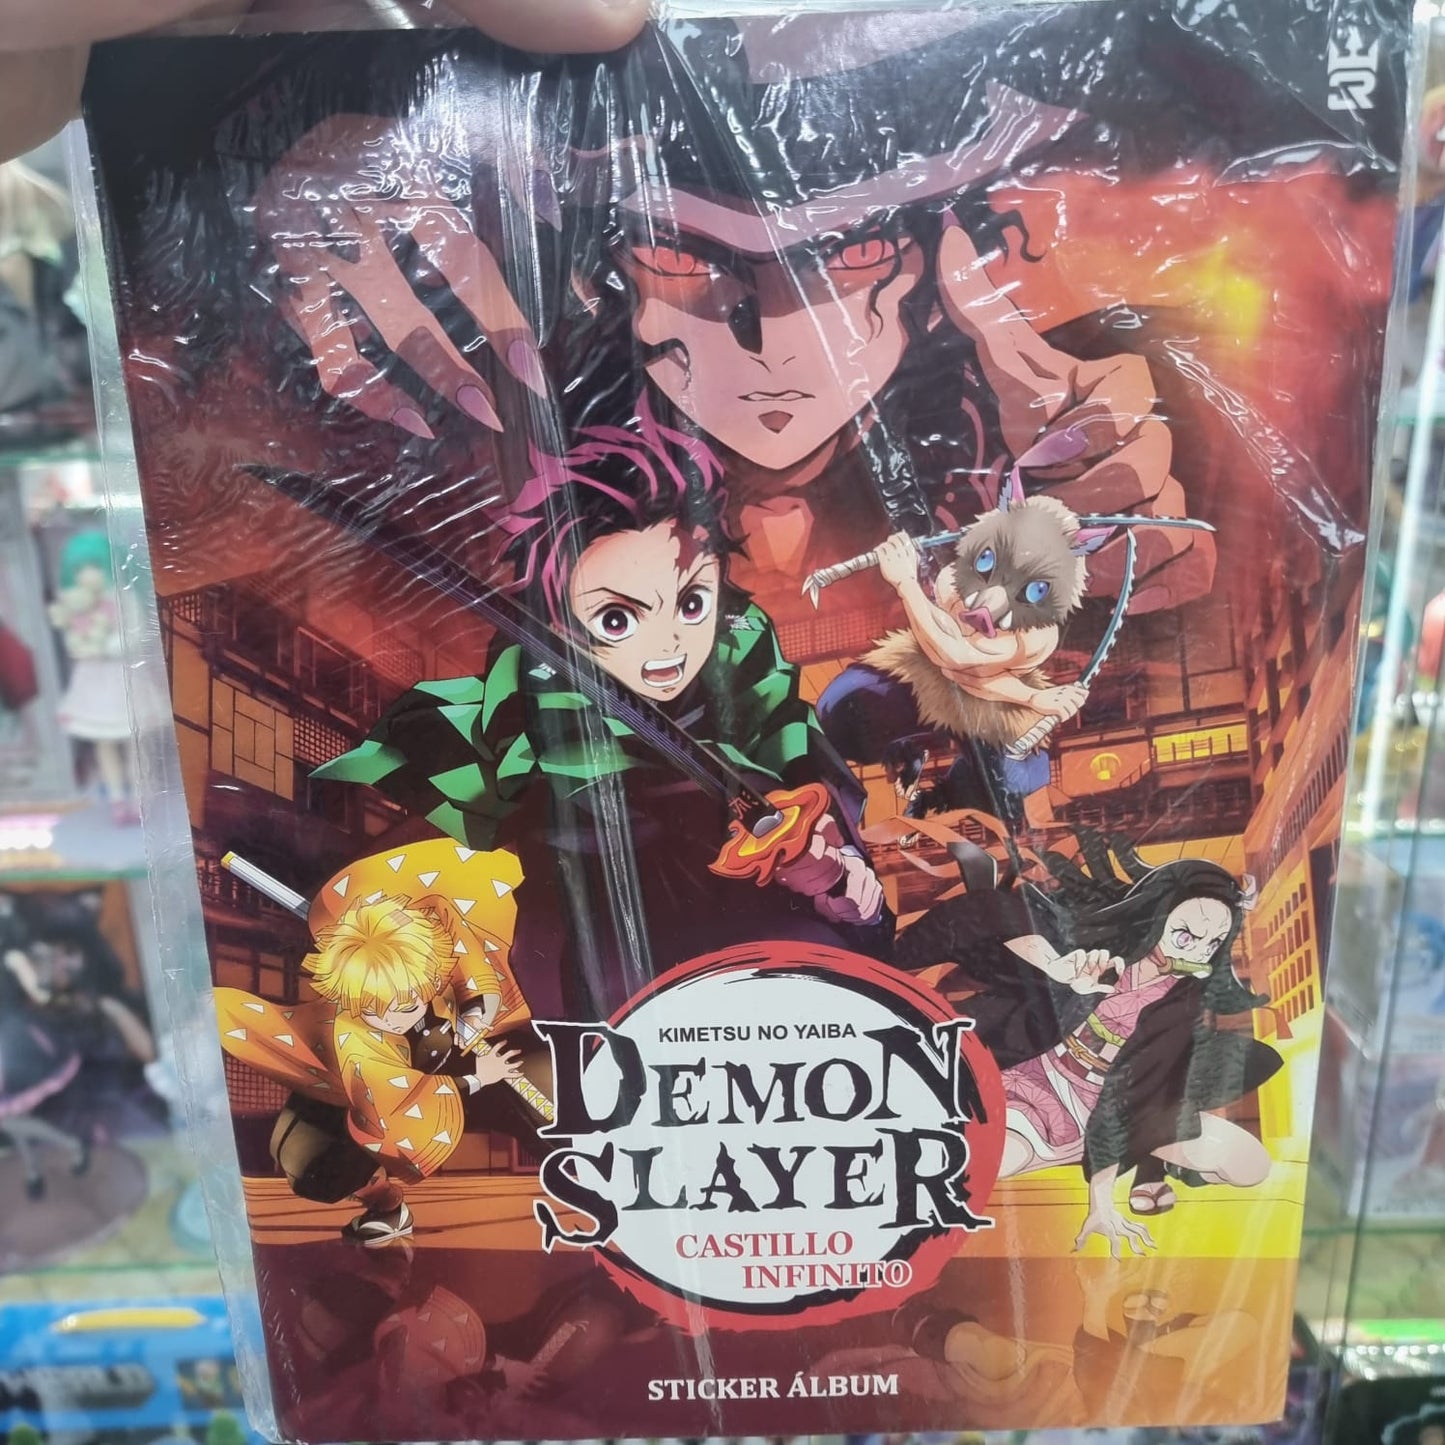 KIMETSU NO YAIBA
DEMON
SLAYER
CASTILLO
INFINITO
STICKER ÁLBUM